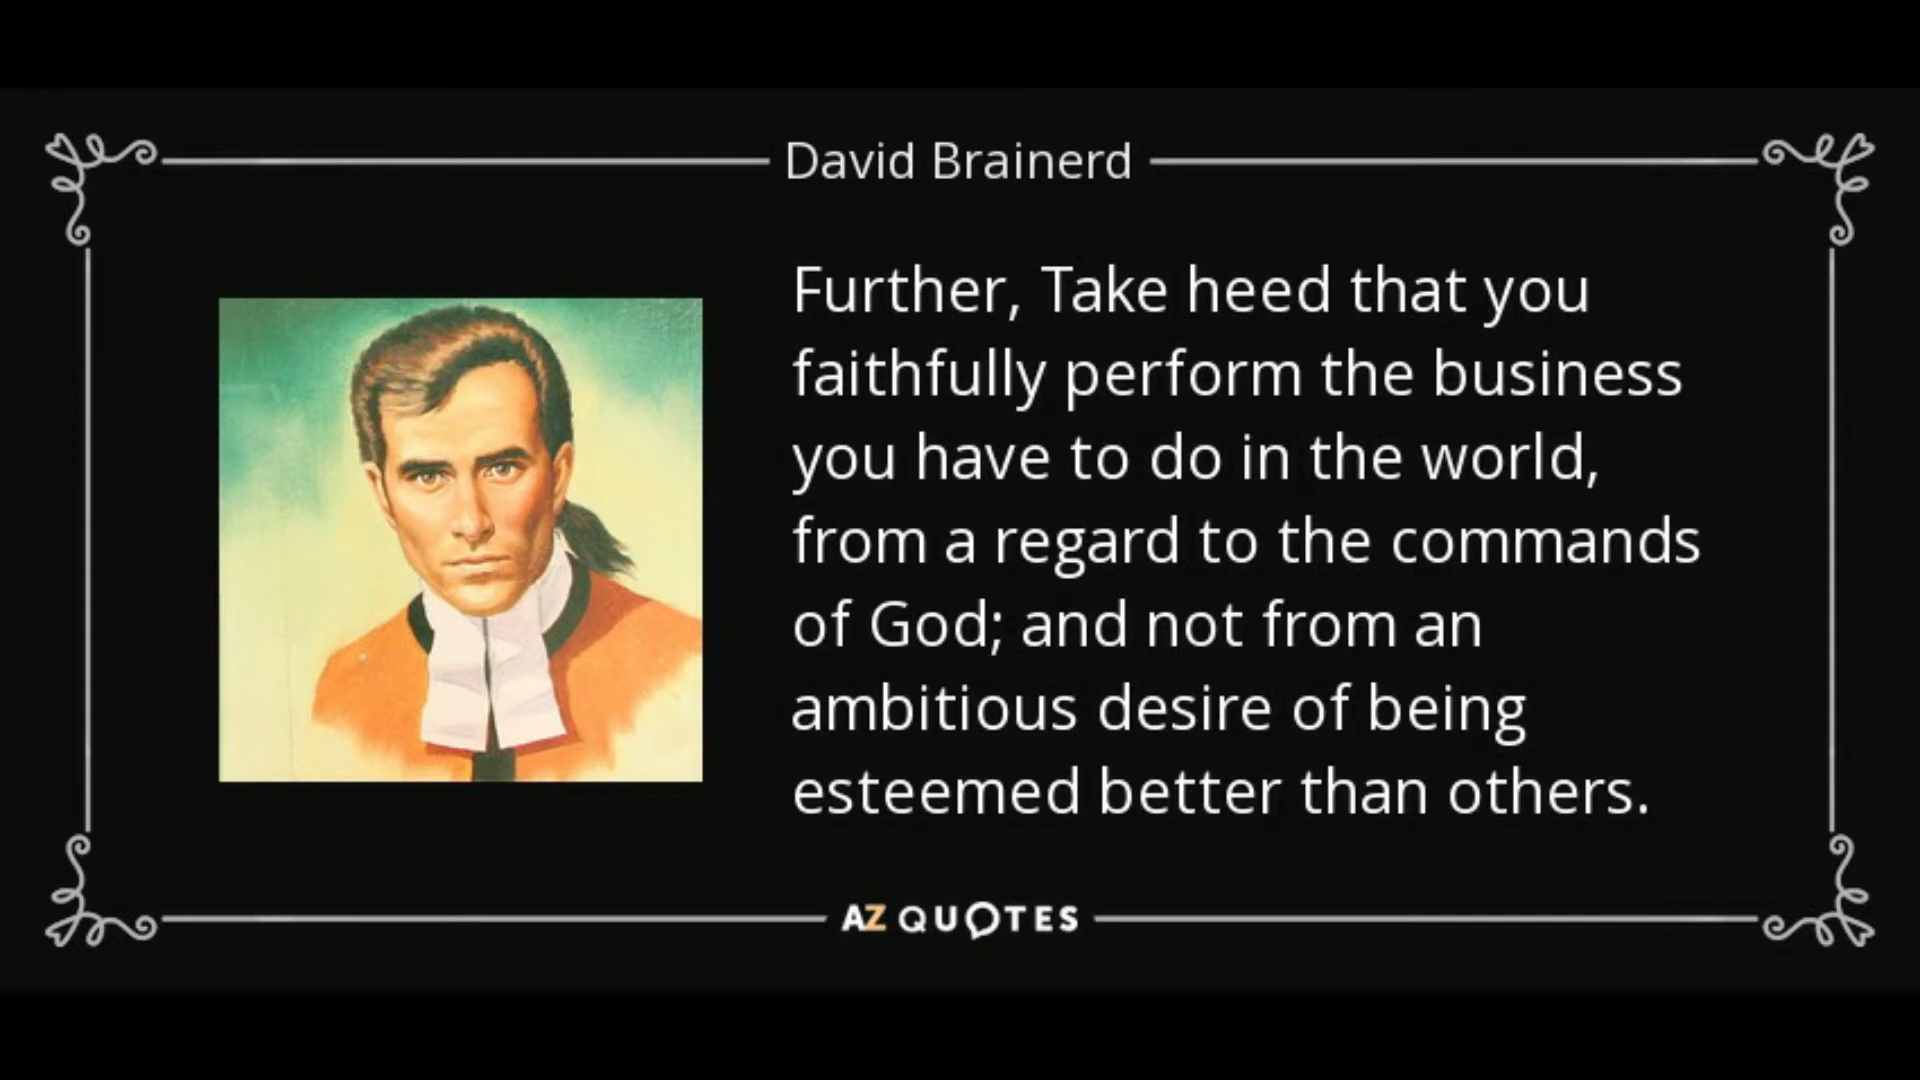 David Brainerd
Further, Take heed that you
faithfully perform the business
you have to do in the world,
from a regard to the commands
of God; and not from an
ambitious desire of being
esteemed better than others.
AZ QUOTES